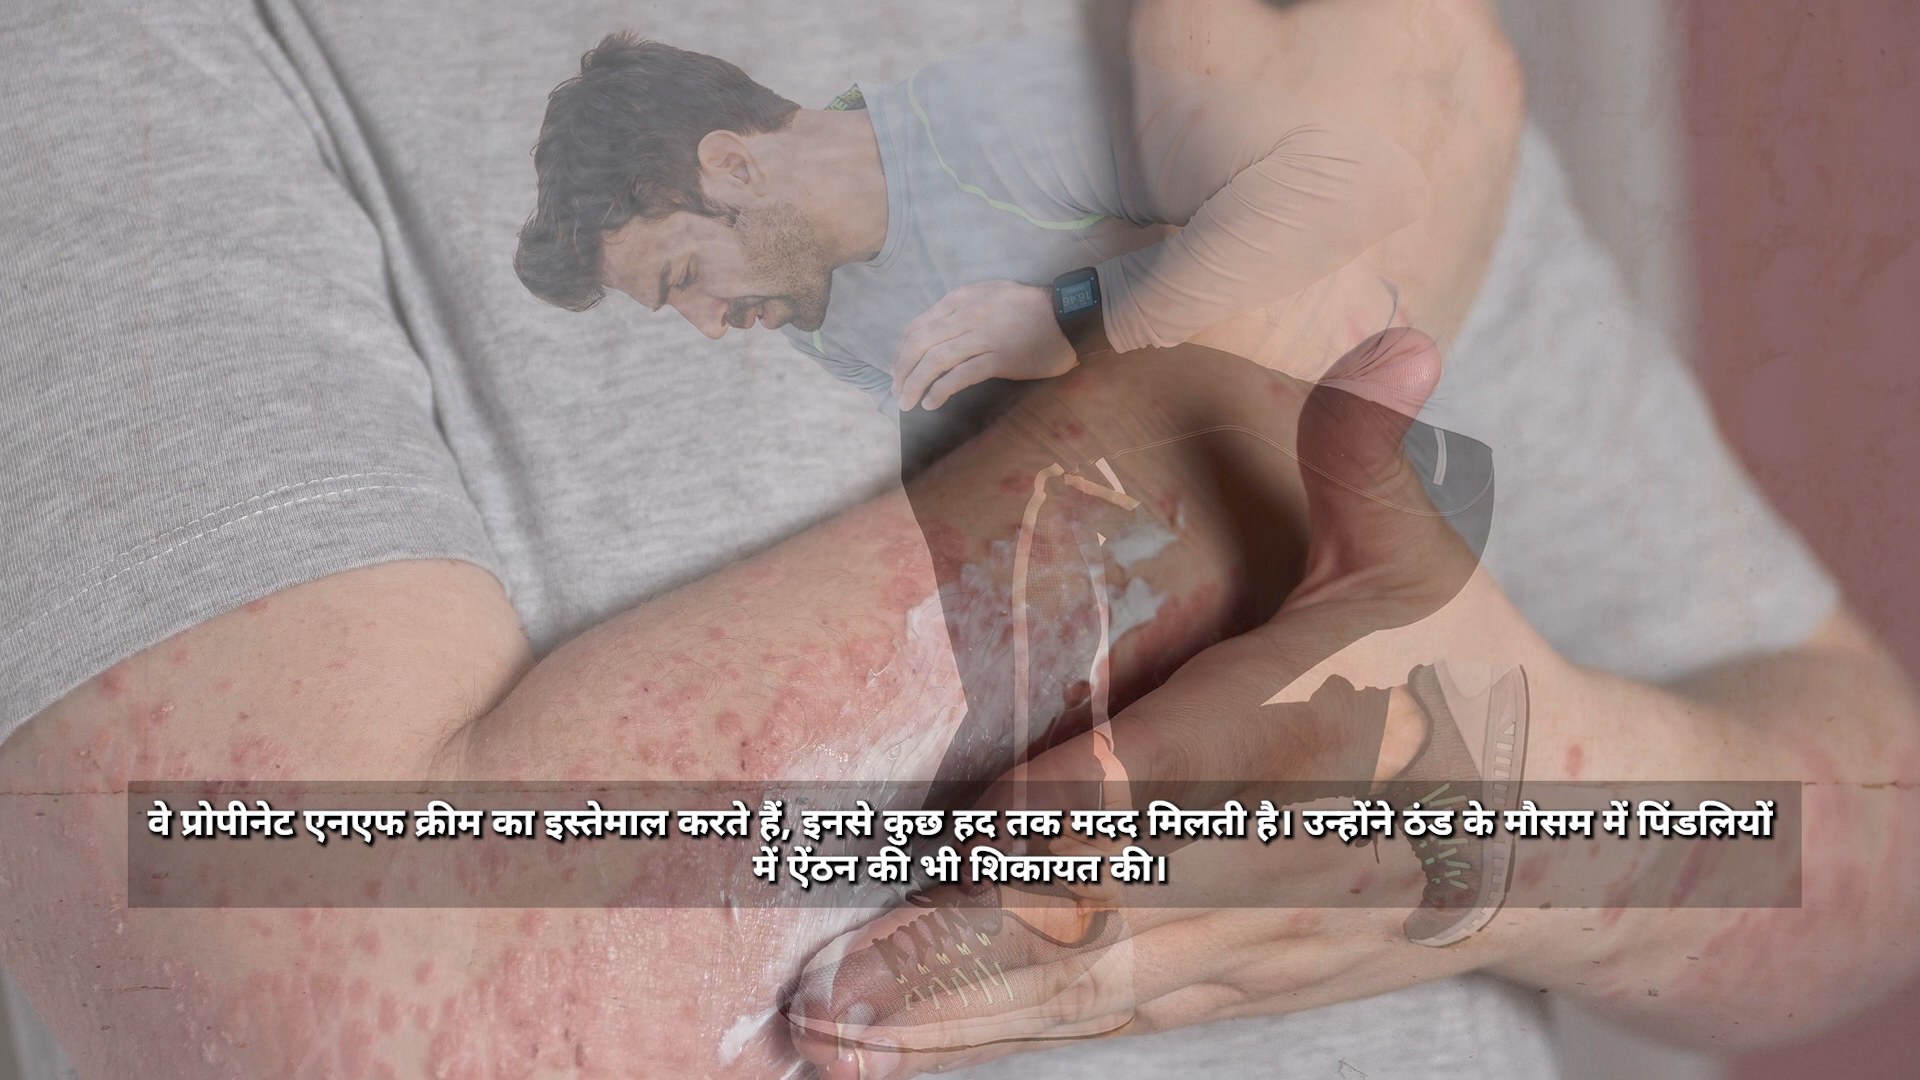 वे प्रोपीनेट एनएफ क्रीम का इस्तेमाल करते हैं, इनसे कुछ हद तक मदद मिलती है। उन्होंने ठंड के मौसम में पिंडलियों
में ऐंठन की भी शिकायत की।